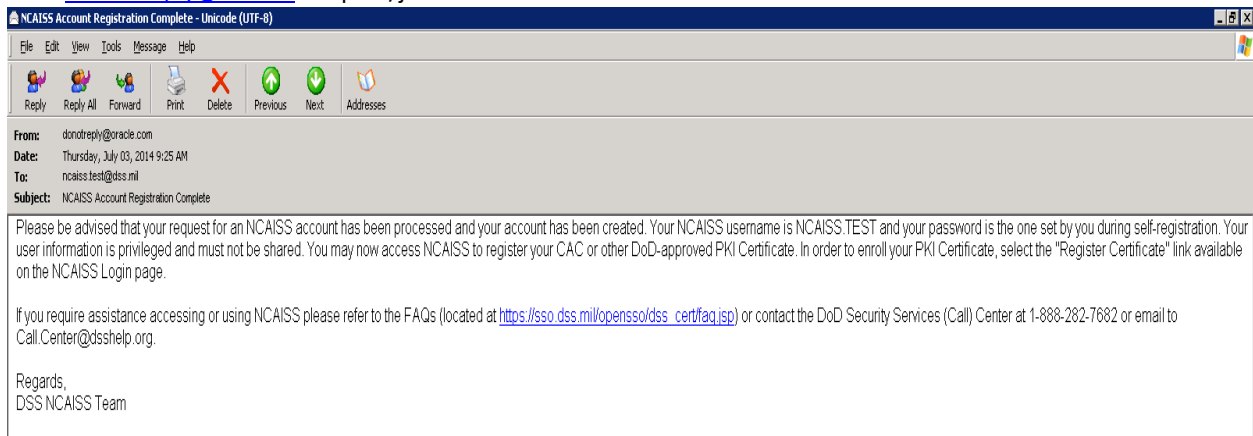 NCAISS Account Registration Complete - Unicode (UTF-8)
File Edit View Tools Message Help
Reply Reply All Forward Print Delete Previous Next Addresses
From: donotreply@oracle.com
Date: Thursday, July 03, 2014 9:25 AM
To: ncaiss.test@dss.mil
Subject: NCAISS Account Registration Complete
Please be advised that your request for an NCAISS account has been processed and your account has been created. Your NCAISS username is NCAISS.TEST and your password is the one set by you during self-registration. Your
user information is privileged and must not be shared. You may now access NCAISS to register your CAC or other DoD-approved PKI Certificate. In order to enroll your PKI Certificate, select the "Register Certificate" link available
on the NCAISS Login page.
If you require assistance accessing or using NCAISS please refer to the FAQs (located at https://sso.dss.mil/opensso/dss_cert/faq.jsp) or contact the DoD Security Services (Call) Center at 1-888-282-7682 or email to
Call.Center@dsshelp.org.
Regards,
DSS NCAISS Team